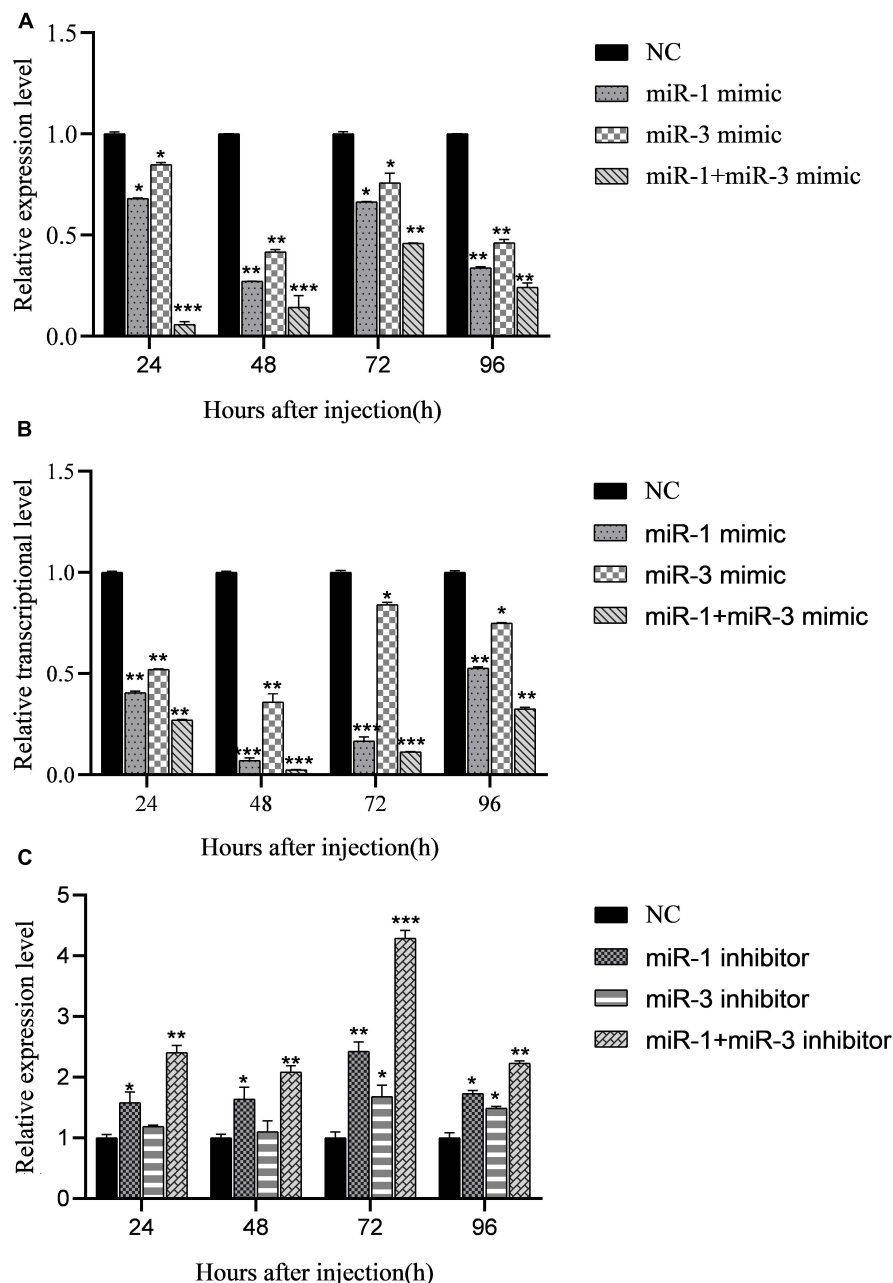 A
Relative expression level
1.5
1.0
0.5
0.0
* * ***
** ** ***
* * **
** ** **
24 48 72 96
Hours after injection(h)
NC
miR-1 mimic
miR-3 mimic
miR-1+miR-3 mimic
B
Relative transcriptional level
1.5
1.0
0.5
0.0
** ** **
*** ** ***
*** * ***
** * **
24 48 72 96
Hours after injection(h)
NC
miR-1 mimic
miR-3 mimic
miR-1+miR-3 mimic
C
Relative expression level
5
4
3
2
1
0
* **
* **
** * ***
* * **
24 48 72 96
Hours after injection(h)
NC
miR-1 inhibitor
miR-3 inhibitor
miR-1+miR-3 inhibitor